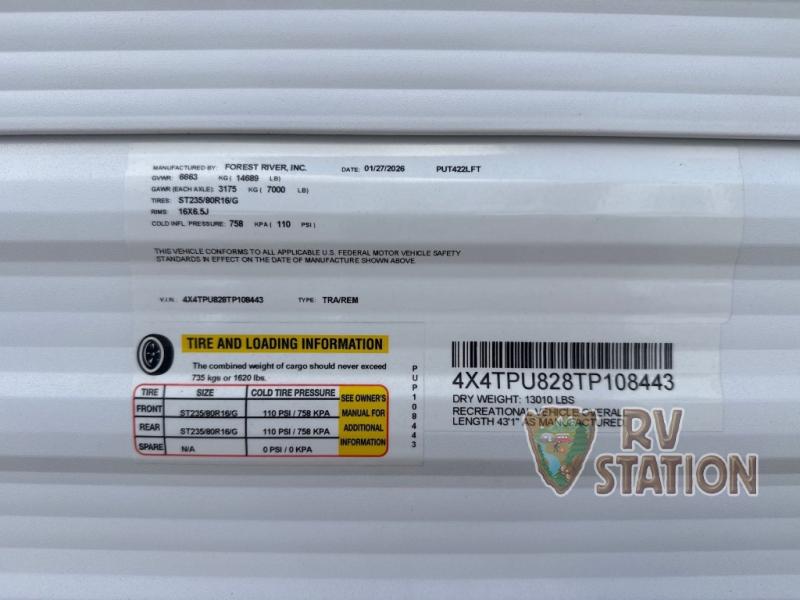 MANUFACTURED BY: FOREST RIVER, INC. DATE: 01/27/2026 PUT422LFT
GVWR: 6663 KG ( 14689 LB)
GAWR (EACH AXLE): 3175 KG ( 7000 LB)
TIRES: ST235/80R16/G
RIMS: 16X6.5J
COLD INFL. PRESSURE: 758 KPA ( 110 PSI )
THIS VEHICLE CONFORMS TO ALL APPLICABLE U.S. FEDERAL MOTOR VEHICLE SAFETY
STANDARDS IN EFFECT ON THE DATE OF MANUFACTURE SHOWN ABOVE.
V.I.N.: 4X4TPU828TP108443 TYPE: TRA/REM
TIRE AND LOADING INFORMATION
The combined weight of cargo should never exceed
735 kgs or 1620 lbs.
TIRE SIZE COLD TIRE PRESSURE SEE OWNER'S
FRONT ST235/80R16/G 110 PSI / 758 KPA MANUAL FOR
REAR ST235/80R16/G 110 PSI / 758 KPA ADDITIONAL
SPARE N/A 0 PSI / 0 KPA INFORMATION
PUP108443
4X4TPU828TP108443
DRY WEIGHT: 13010 LBS
RECREATIONAL VEHICLE OVERALL
LENGTH 43'1" AS MANUFACTURED
RV
STATION